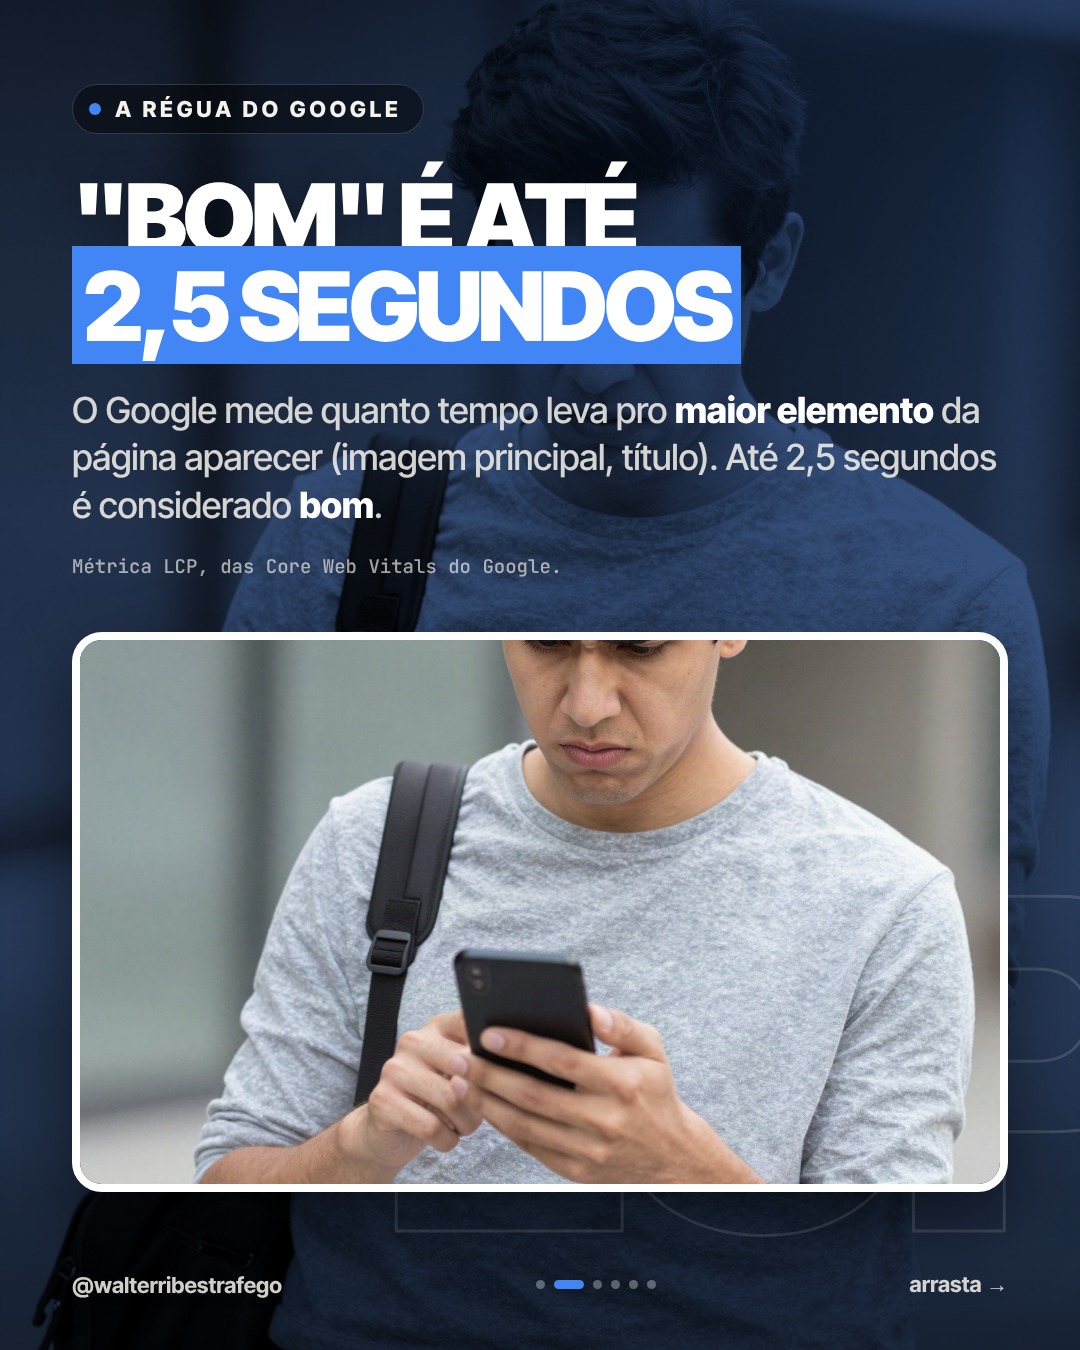 A RÉGUA DO GOOGLE
"BOM" É ATÉ
2,5 SEGUNDOS
O Google mede quanto tempo leva pro maior elemento da
página aparecer (imagem principal, título). Até 2,5 segundos
é considerado bom.
Métrica LCP, das Core Web Vitals do Google.
@walterribestrafego
arrasta →